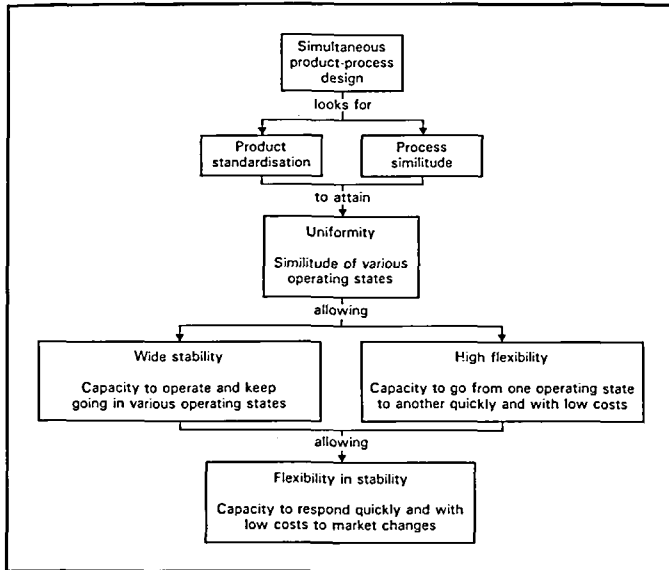 Simultaneous
product-process
design
looks for
Product
standardisation
Process
similitude
to attain
Uniformity
Similitude of various
operating states
allowing
Wide stability
Capacity to operate and keep
going in various operating states
High flexibility
Capacity to go from one operating state
to another quickly and with low costs
allowing
Flexibility in stability
Capacity to respond quickly and with
low costs to market changes